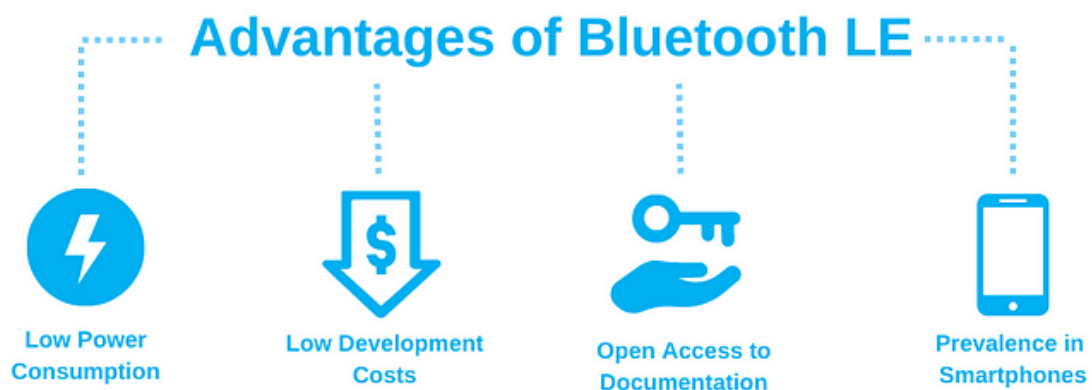 Advantages of Bluetooth LE
$
Low Power
Consumption
Low Development
Costs
Open Access to
Documentation
Prevalence in
Smartphones